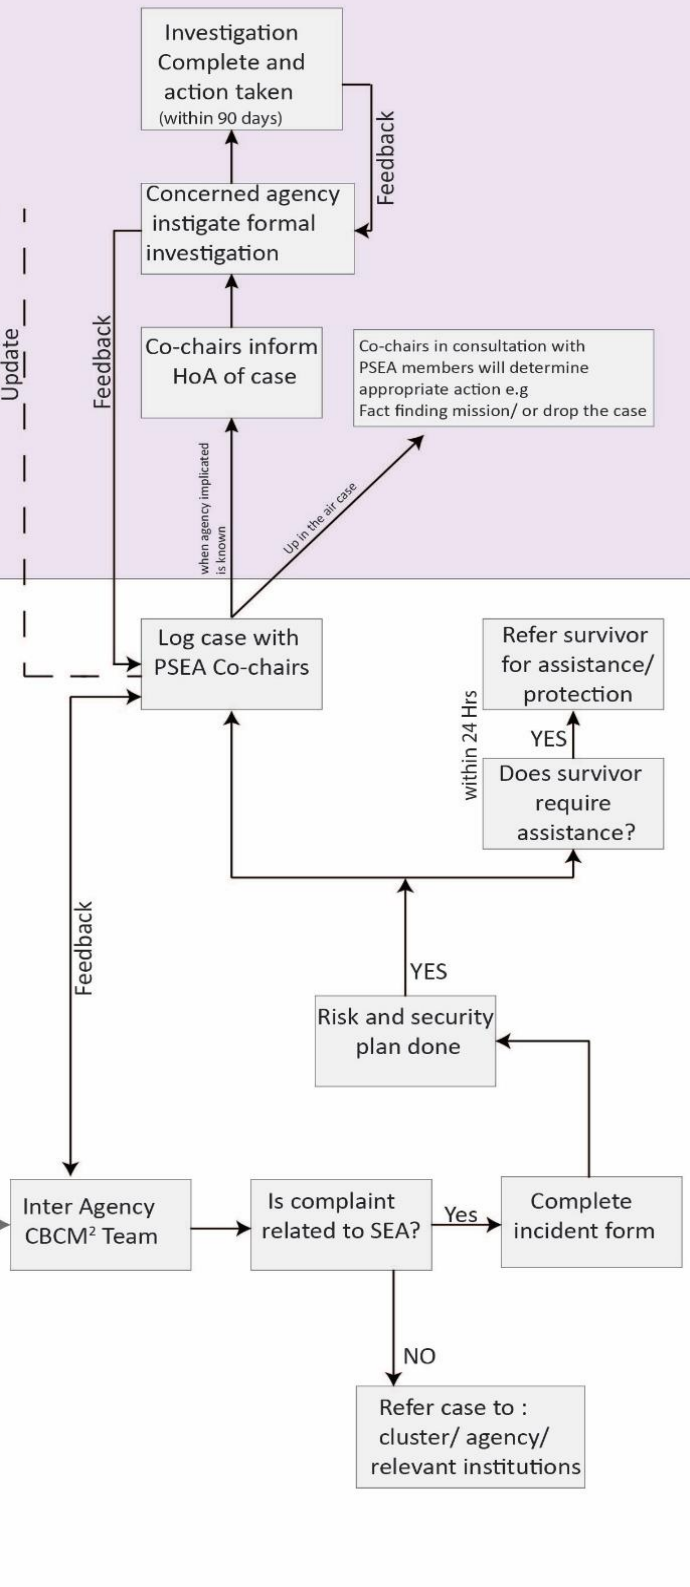 Investigation
Complete and
action taken
(within 90 days)
Feedback
Concerned agency
instigate formal
investigation
Update
Feedback
Co-chairs inform
HoA of case
Co-chairs in consultation with
PSEA members will determine
appropriate action e.g
Fact finding mission/ or drop the case
when agency implicated
is known
Up in the air case
Log case with
PSEA Co-chairs
Refer survivor
for assistance/
protection
within 24 Hrs
YES
Does survivor
require
assistance?
Feedback
YES
Risk and security
plan done
Inter Agency
CBCM² Team
Is complaint
related to SEA?
Yes
Complete
incident form
NO
Refer case to :
cluster/ agency/
relevant institutions